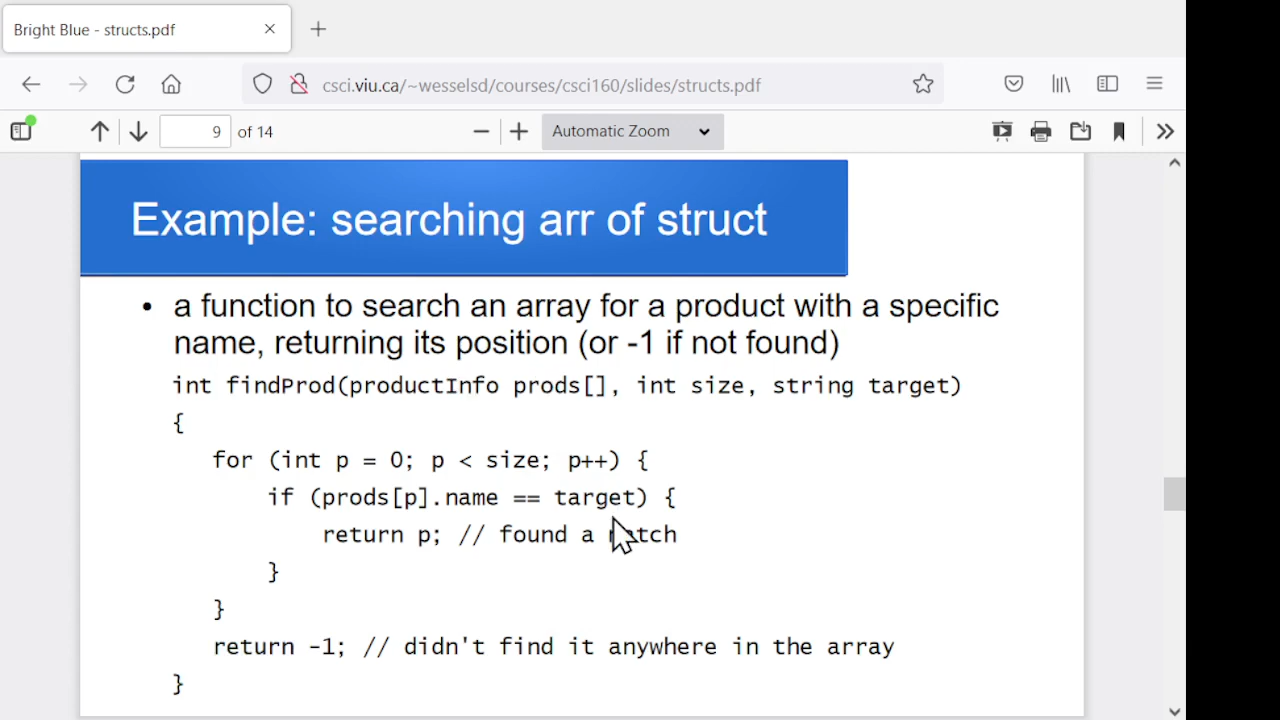 Bright Blue - structs.pdf
csci.viu.ca/~wesselsd/courses/csci160/slides/structs.pdf
9 of 14
Automatic Zoom
Example: searching arr of struct
• a function to search an array for a product with a specific
name, returning its position (or -1 if not found)
int findProd(productInfo prods[], int size, string target)
{
for (int p = 0; p < size; p++) {
if (prods[p].name == target) {
return p; // found a match
}
}
return -1; // didn't find it anywhere in the array
}